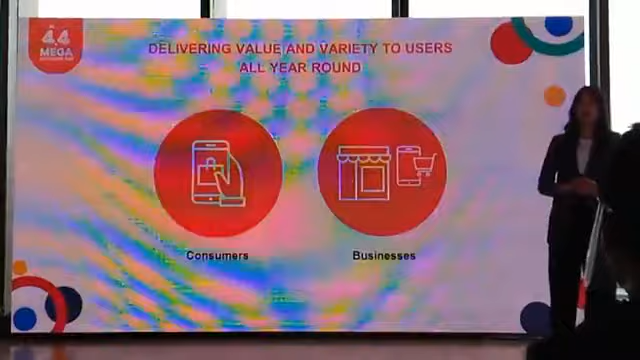 4.4
MEGA
DELIVERING VALUE AND VARIETY TO USERS
ALL YEAR ROUND
Consumers
Businesses